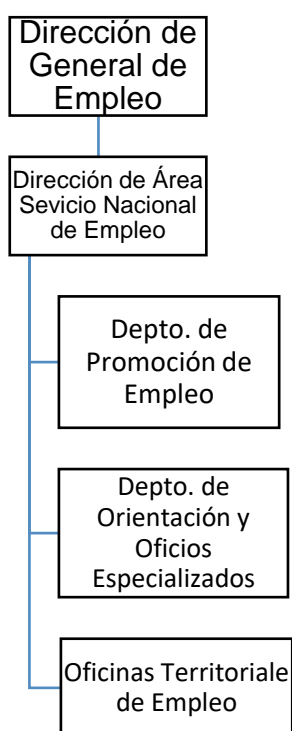 Dirección de
General de
Empleo
Dirección de Área
Sevicio Nacional
de Empleo
Depto. de
Promoción de
Empleo
Depto. de
Orientación y
Oficios
Especializados
Oficinas Territoriale
de Empleo